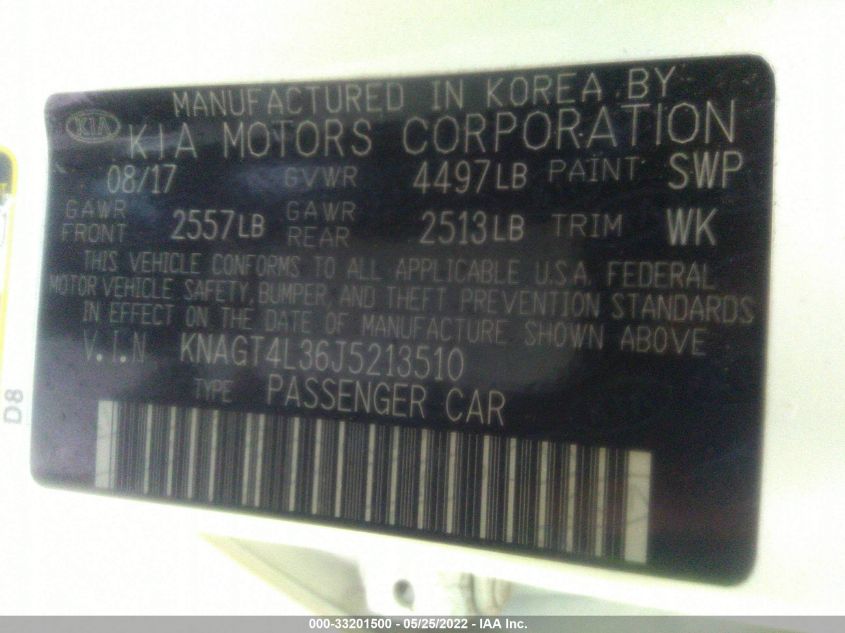 MANUFACTURED IN KOREA BY
KIA
KIA MOTORS CORPORATION
08/17 GVWR 4497LB PAINT SWP
GAWR FRONT 2557LB GAWR REAR 2513LB TRIM WK
THIS VEHICLE CONFORMS TO ALL APPLICABLE U.S.A. FEDERAL
MOTOR VEHICLE SAFETY, BUMPER, AND THEFT PREVENTION STANDARDS
IN EFFECT ON THE DATE OF MANUFACTURE SHOWN ABOVE
V.I.N KNAGT4L36J5213510
TYPE PASSENGER CAR
D8
000-33201500 - 05/25/2022 - IAA Inc.